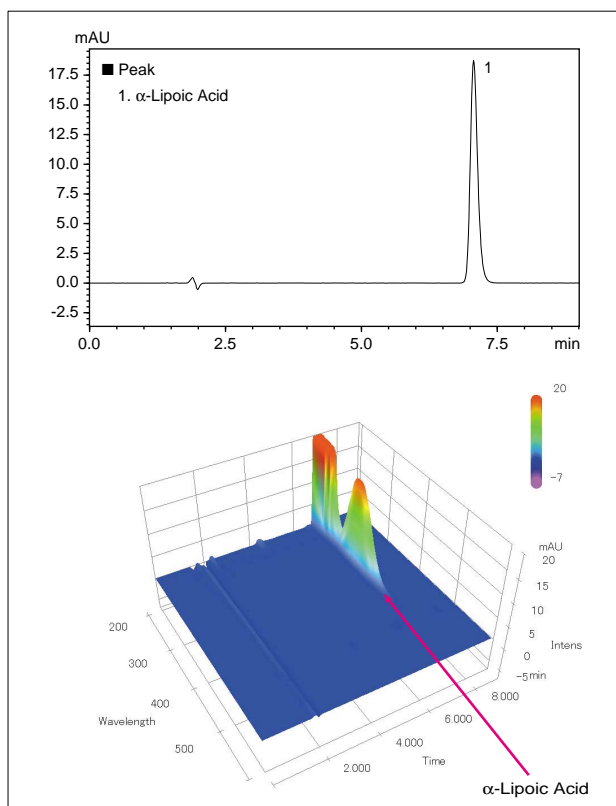 mAU
17.5
15.0
12.5
10.0
7.5
5.0
2.5
0.0
-2.5
■ Peak
1. α-Lipoic Acid
1
0.0 2.5 5.0 7.5 min
20
-7
mAU
20
15
10
5
0
-5
Intens
min
8.000
6.000
4.000
2.000
Time
200
300
400
500
Wavelength
α-Lipoic Acid